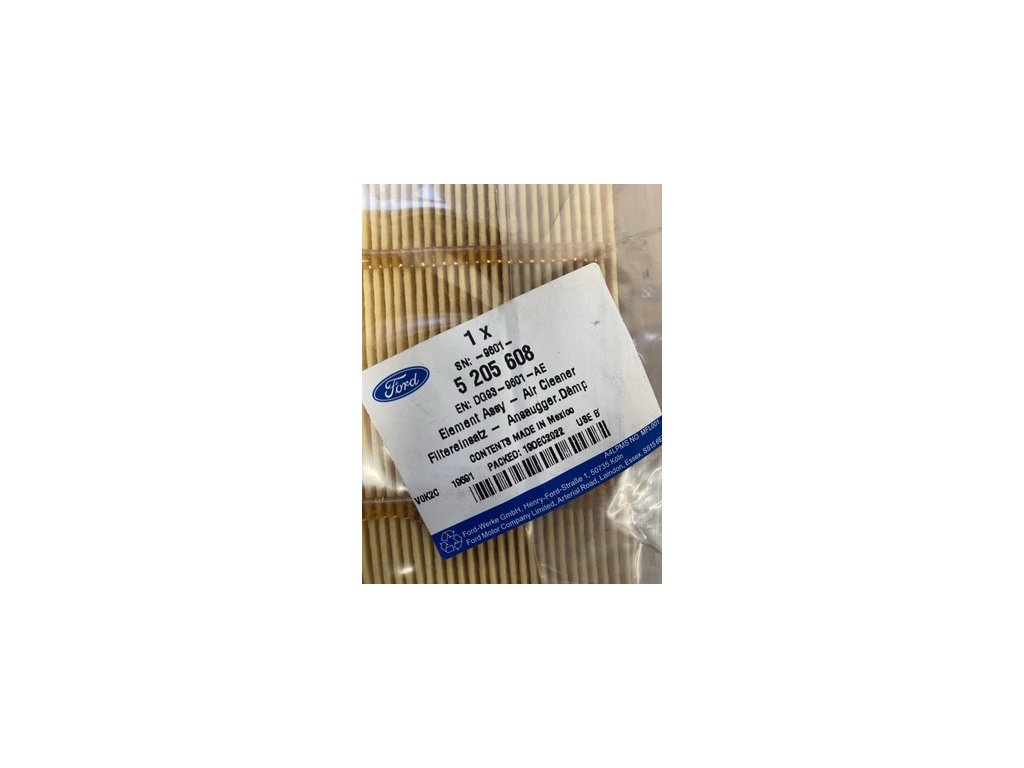 1 x
SN: -9601-
5 205 608
Ford
EN: DG93-9601-AE
Element Assy - Air Cleaner
Filtereinsatz - Ansaugger.Dämp
CONTENTS MADE IN Mexico
PACKED: 19DEC2022 USE B
V0K2C 19691
A4LPMS NO. MFL001
Ford-Werke GmbH, Henry-Ford-Straße 1, 50735 Köln
Ford Motor Company Limited, Arterial Road, Laindon, Essex,